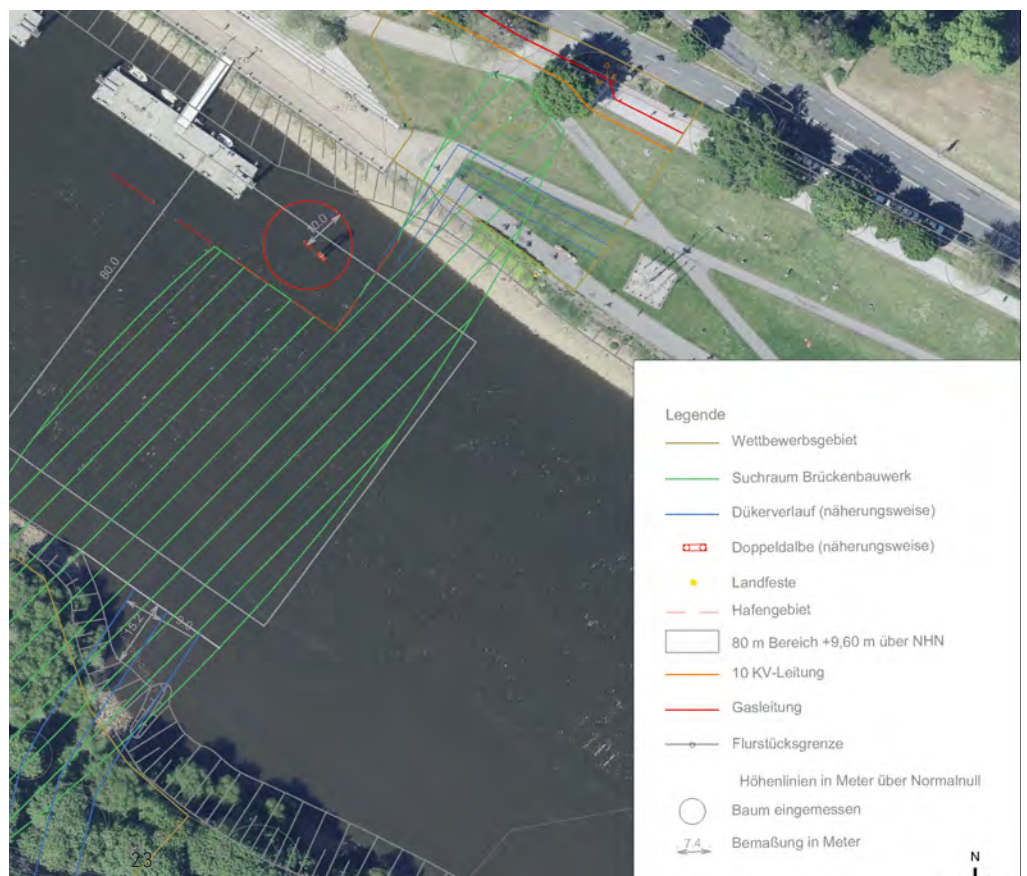 10.0
80.0
Legende
Wettbewerbsgebiet
Suchraum Brückenbauwerk
Dükerverlauf (näherungsweise)
Doppeldalbe (näherungsweise)
Landfeste
Hafengebiet
80 m Bereich +9,60 m über NHN
10 KV-Leitung
Gasleitung
Flurstücksgrenze
Höhenlinien in Meter über Normalnull
Baum eingemessen
7.4 Bemaßung in Meter
15.2
9.0
23
N